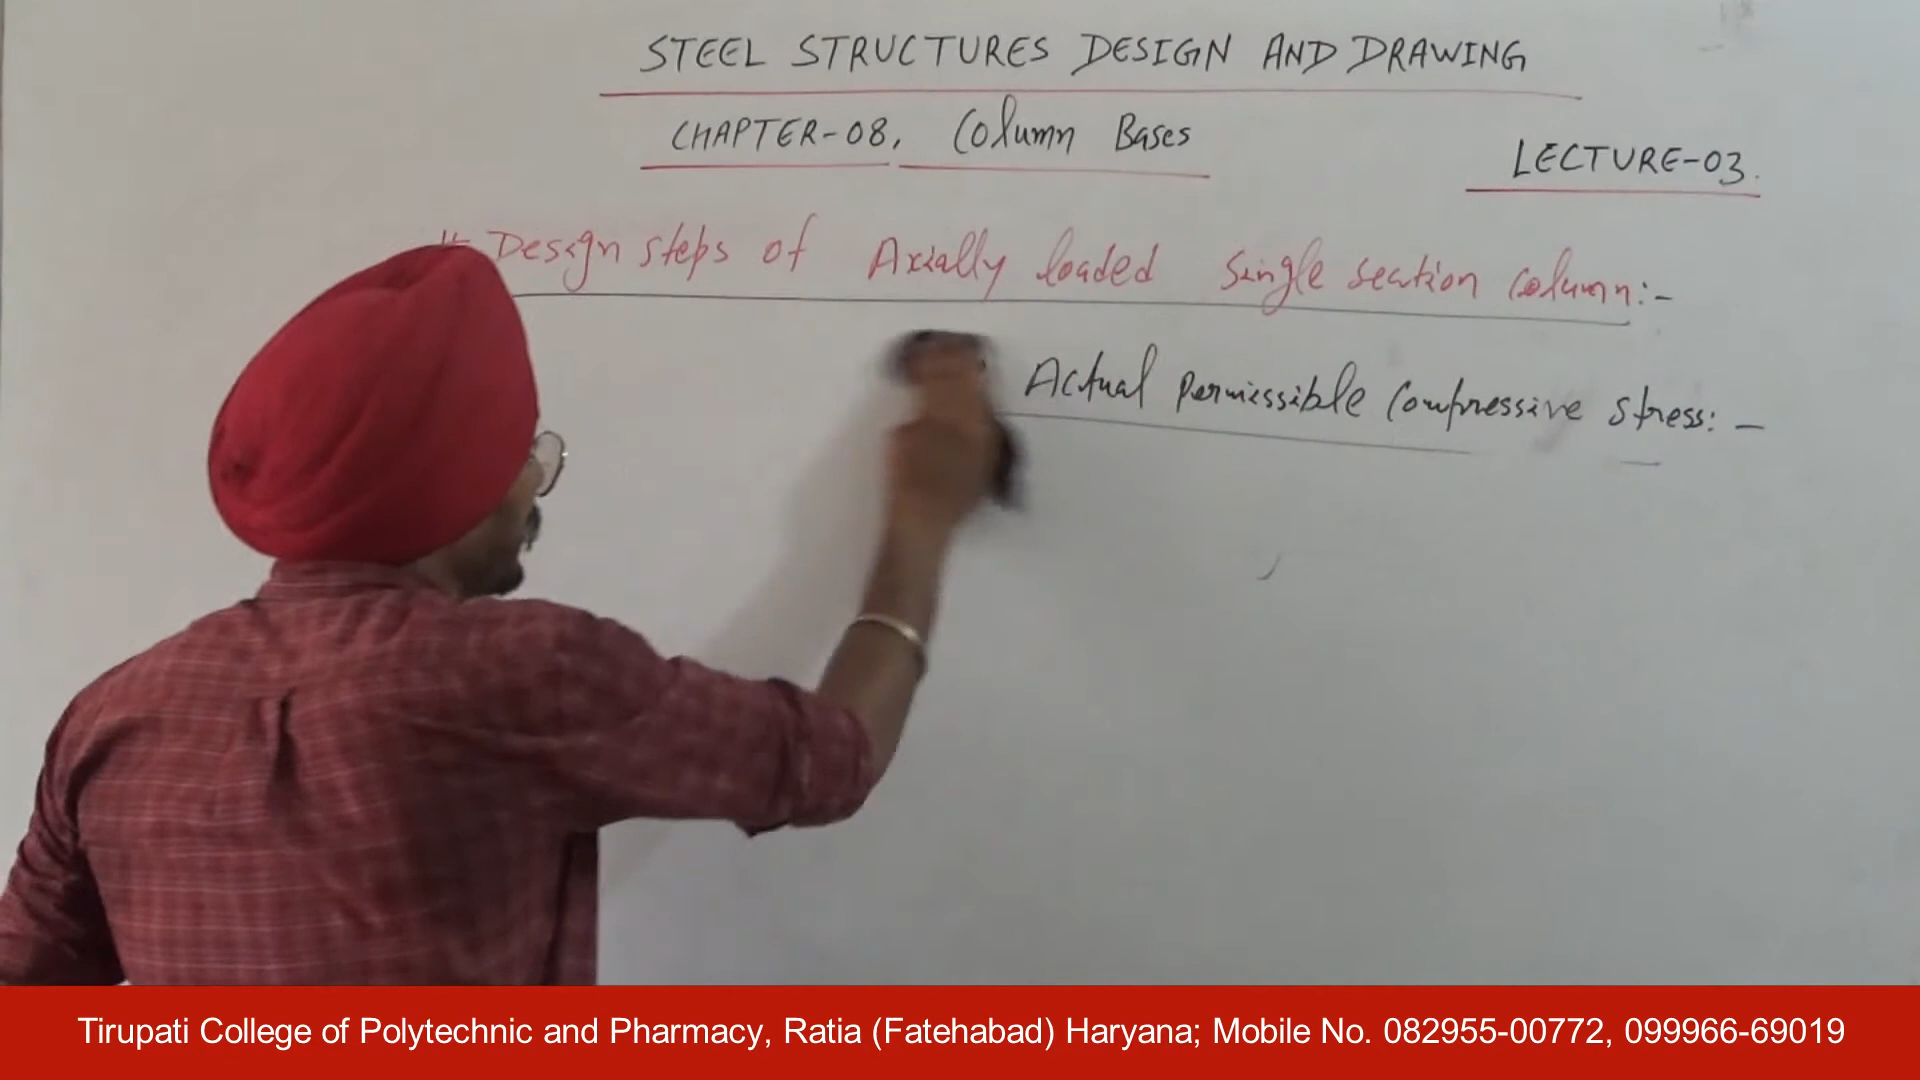 STEEL STRUCTURES DESIGN AND DRAWING
CHAPTER-08, Column Bases
LECTURE-03.
# Design steps of Axially loaded Single section Column:-
Actual permissible Compressive stress: -
Tirupati College of Polytechnic and Pharmacy, Ratia (Fatehabad) Haryana; Mobile No. 082955-00772, 099966-69019